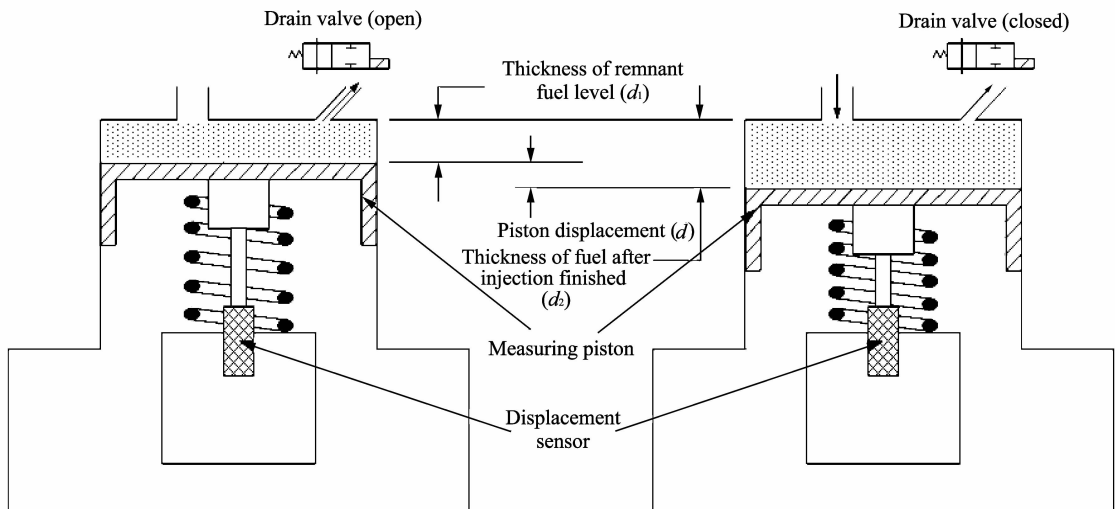 Drain valve (open)
Drain valve (closed)
Thickness of remnant
fuel level (d₁)
Piston displacement (d)
Thickness of fuel after
injection finished
(d₂)
Measuring piston
Displacement
sensor